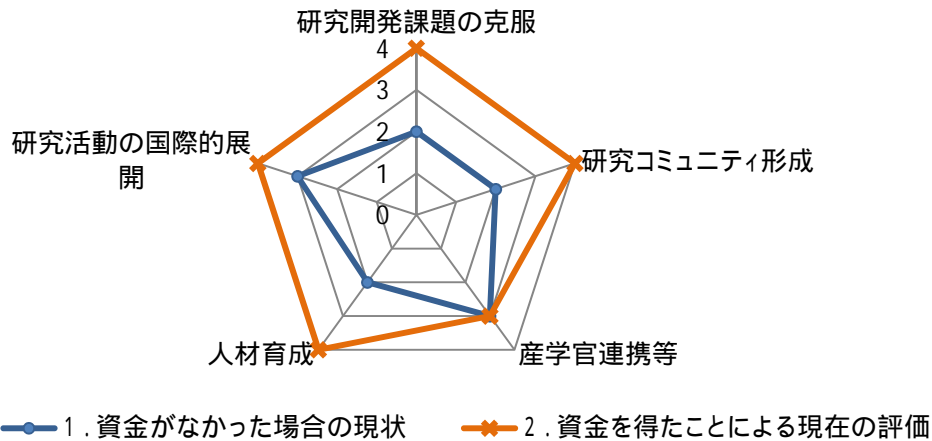 研究開発課題の克服
4
3
2
1
0
研究コミュニティ形成
産学官連携等
人材育成
研究活動の国際的展
開
1.資金がなかった場合の現状
2.資金を得たことによる現在の評価